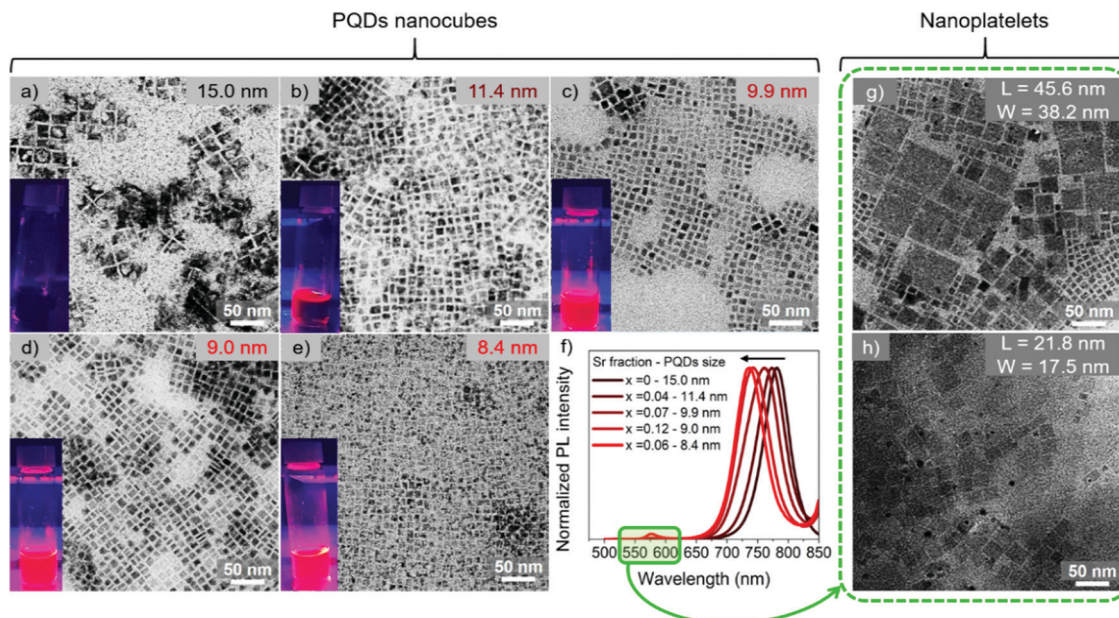 PQDs nanocubes
Nanoplatelets
a)
15.0 nm
50 nm
b)
11.4 nm
50 nm
c)
9.9 nm
50 nm
g)
L = 45.6 nm
W = 38.2 nm
50 nm
d)
9.0 nm
50 nm
e)
8.4 nm
50 nm
f)
Sr fraction - PQDs size
x =0 - 15.0 nm
x =0.04 - 11.4 nm
x =0.07 - 9.9 nm
x =0.12 - 9.0 nm
x =0.06 - 8.4 nm
Normalized PL intensity
500 550 600 650 700 750 800 850
Wavelength (nm)
h)
L = 21.8 nm
W = 17.5 nm
50 nm